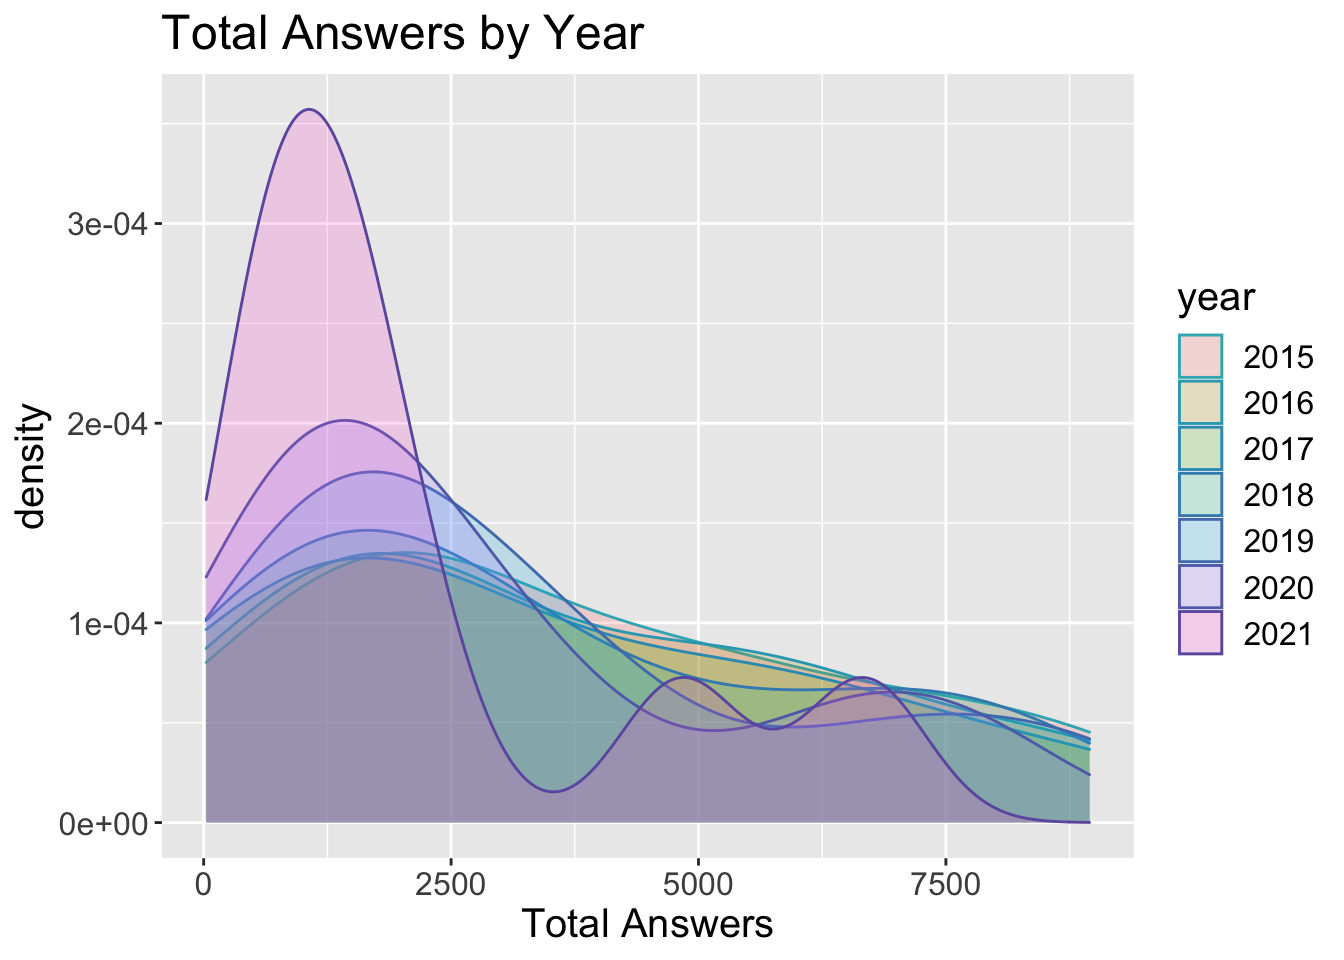 Total Answers by Year
density
3e-04
2e-04
1e-04
0e+00
0
2500
5000
7500
Total Answers
year
2015
2016
2017
2018
2019
2020
2021